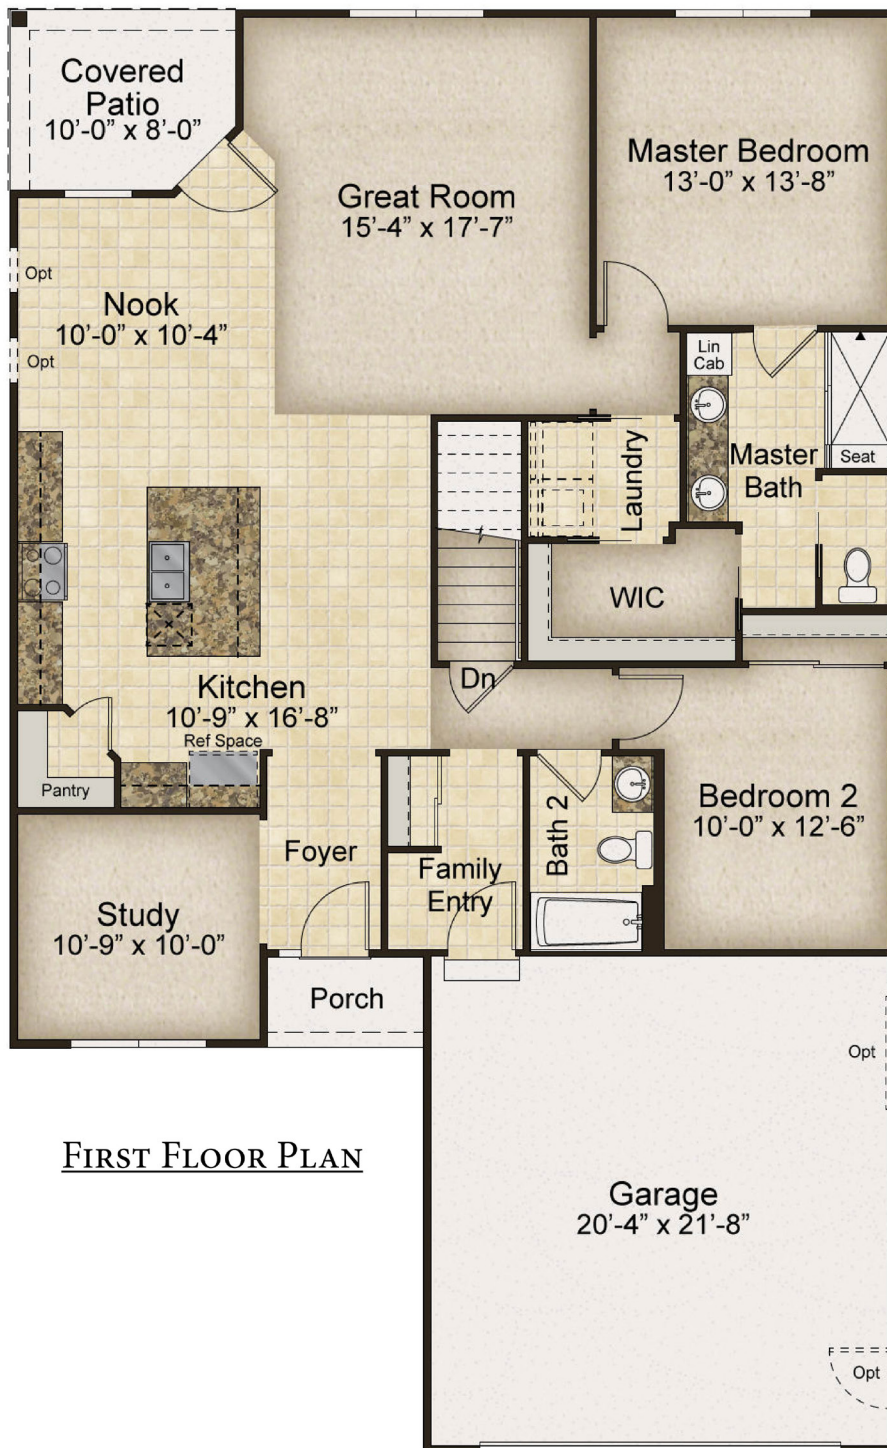 Covered
Patio
10’-0” x 8’-0”
Great Room
15’-4” x 17’-7”
Master Bedroom
13’-0” x 13’-8”
Opt
Nook
10’-0” x 10’-4”
Opt
Lin
Cab
Laundry
Master
Bath
Seat
WIC
Dn
Kitchen
10’-9” x 16’-8”
Ref Space
Pantry
Bedroom 2
10’-0” x 12’-6”
Bath 2
Foyer
Family
Entry
Study
10’-9” x 10’-0”
Porch
Opt
First Floor Plan
Garage
20’-4” x 21’-8”
Opt